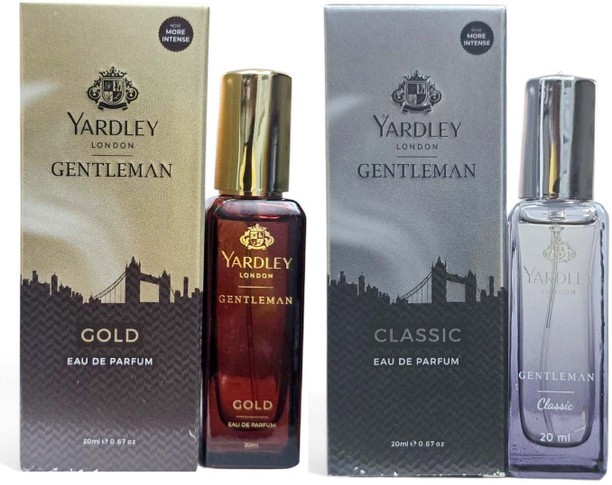 NOW
MORE
INTENSE
YARDLEY
LONDON
GENTLEMAN
GOLD
EAU DE PARFUM
20ml ℮ 0.67 oz
YARDLEY
LONDON
GENTLEMAN
GOLD
EAU DE PARFUM
20ml
NOW
MORE
INTENSE
YARDLEY
LONDON
GENTLEMAN
CLASSIC
EAU DE PARFUM
20ml ℮ 0.67 oz
YARDLEY
LONDON
GENTLEMAN
Classic
20 ml